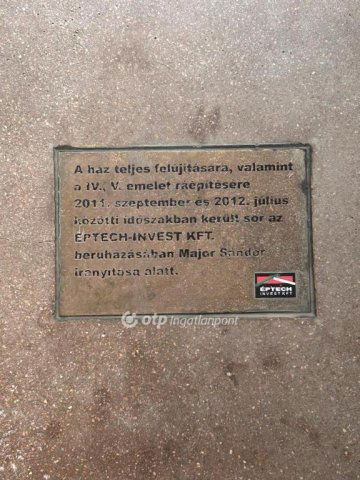 A ház teljes felújítására, valamint
a IV., V. emelet ráépítésére
2011. szeptember és 2012. július
közötti időszakban került sor az
ÉPTECH-INVEST KFT.
beruházásában Major Sándor
irányítása alatt.
ÉPTECH
INVEST KFT
otp Ingatlanpont